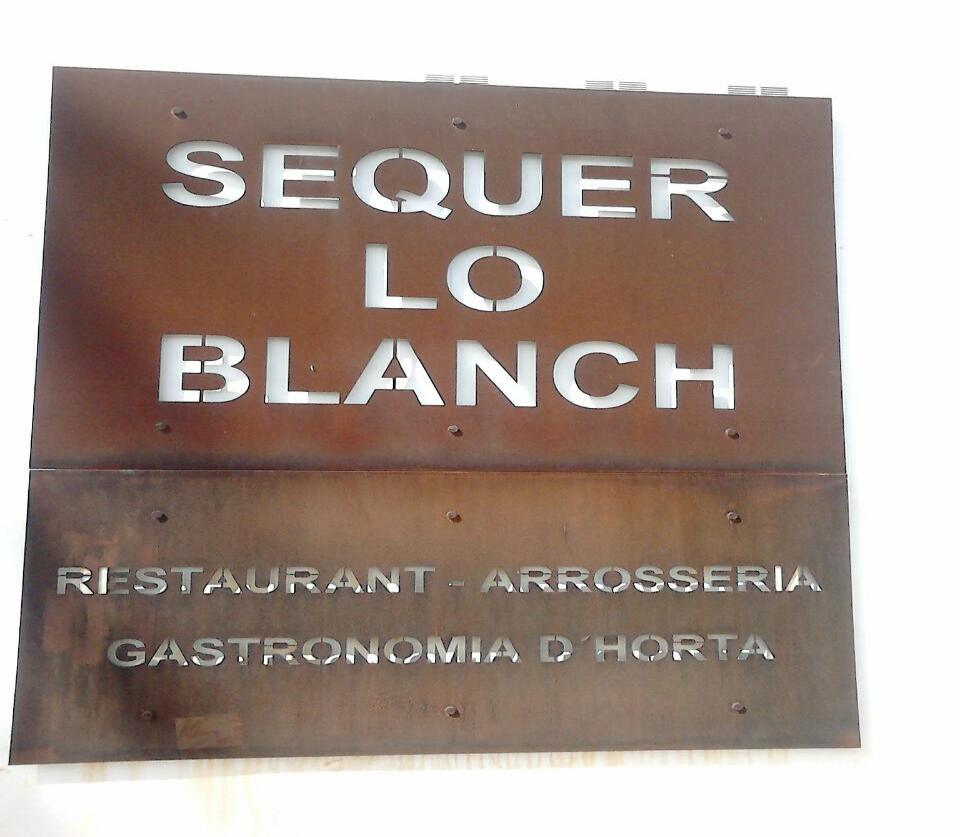 SEQUER
LO
BLANCH
RESTAURANT - ARROSSERIA
GASTRONOMIA D´HORTA